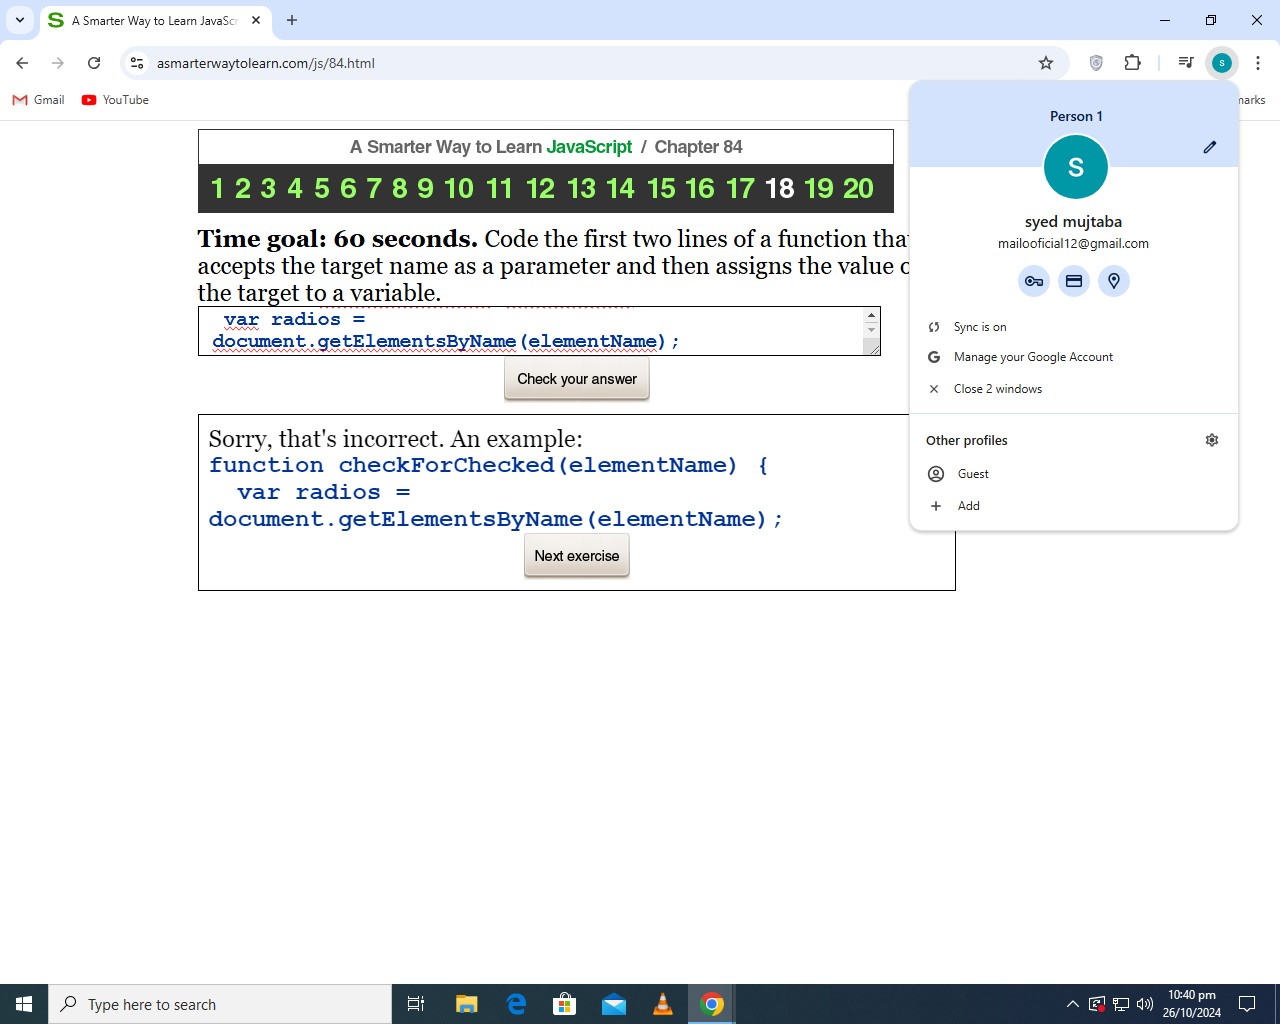 A Smarter Way to Learn JavaSc
asmarterwaytolearn.com/js/84.html
S
Gmail
YouTube
marks
A Smarter Way to Learn JavaScript / Chapter 84
1 2 3 4 5 6 7 8 9 10 11 12 13 14 15 16 17 18 19 20
Time goal: 60 seconds. Code the first two lines of a function tha
accepts the target name as a parameter and then assigns the value o
the target to a variable.
var radios =
document.getElementsByName(elementName);
Check your answer
Sorry, that's incorrect. An example:
function checkForChecked(elementName) {
var radios =
document.getElementsByName(elementName);
Next exercise
Person 1
S
syed mujtaba
mailooficial12@gmail.com
Sync is on
Manage your Google Account
Close 2 windows
Other profiles
Guest
Add
Type here to search
10:40 pm
26/10/2024